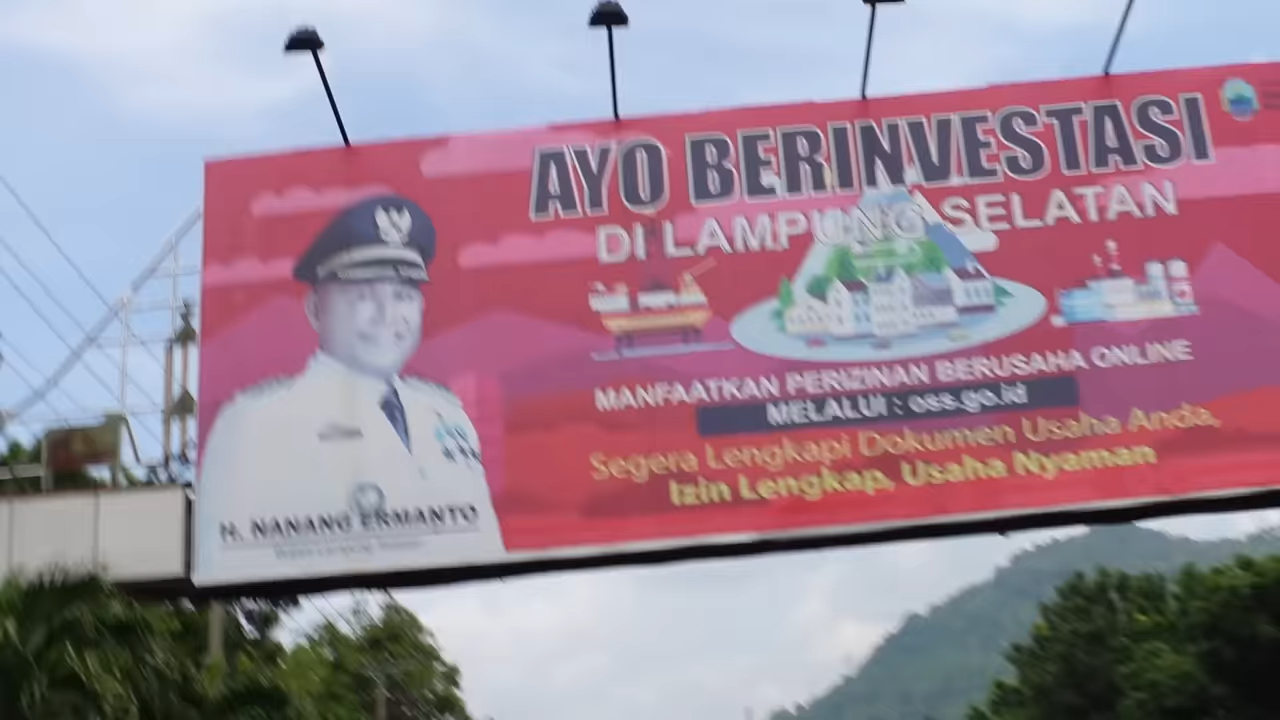 AYO BERINVESTASI
DI LAMPUNG SELATAN
MANFAATKAN PERIZINAN BERUSAHA ONLINE
MELALUI : oss.go.id
Segera Lengkapi Dokumen Usaha Anda,
Izin Lengkap, Usaha Nyaman
H. NANANG ERMANTO